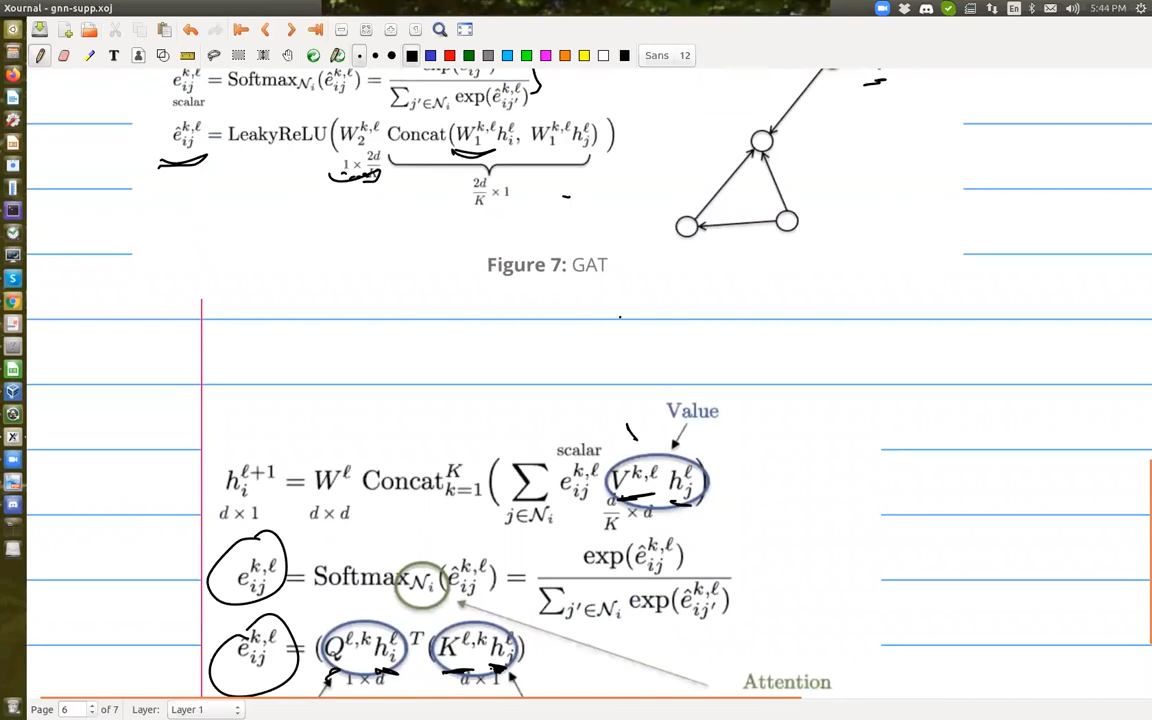 Xournal - gnn-supp.xoj
En
5:44 PM
Sans 12
e_{ij}^{k,ℓ} = Softmax_{N_i}(ê_{ij}^{k,ℓ}) = exp(ê_{ij}^{k,ℓ}) / ∑_{j'∈N_i} exp(ê_{ij'}^{k,ℓ})
scalar
ê_{ij}^{k,ℓ} = LeakyReLU(W_2^{k,ℓ} Concat(W_1^{k,ℓ}h_i^ℓ, W_1^{k,ℓ}h_j^ℓ))
1 × 2d/K
2d/K × 1
Figure 7: GAT
Value
scalar
h_i^{ℓ+1} = W^ℓ Concat_{k=1}^K(∑_{j∈N_i} e_{ij}^{k,ℓ} V^{k,ℓ} h_j^ℓ)
d × 1 d × d d/K × d
e_{ij}^{k,ℓ} = Softmax_{N_i}(ê_{ij}^{k,ℓ}) = exp(ê_{ij}^{k,ℓ}) / ∑_{j'∈N_i} exp(ê_{ij'}^{k,ℓ})
ê_{ij}^{k,ℓ} = (Q^{ℓ,k}h_i^ℓ)^T(K^{ℓ,k}h_j^ℓ)
1 × d d × 1
Attention
Page 6 of 7 Layer: Layer 1